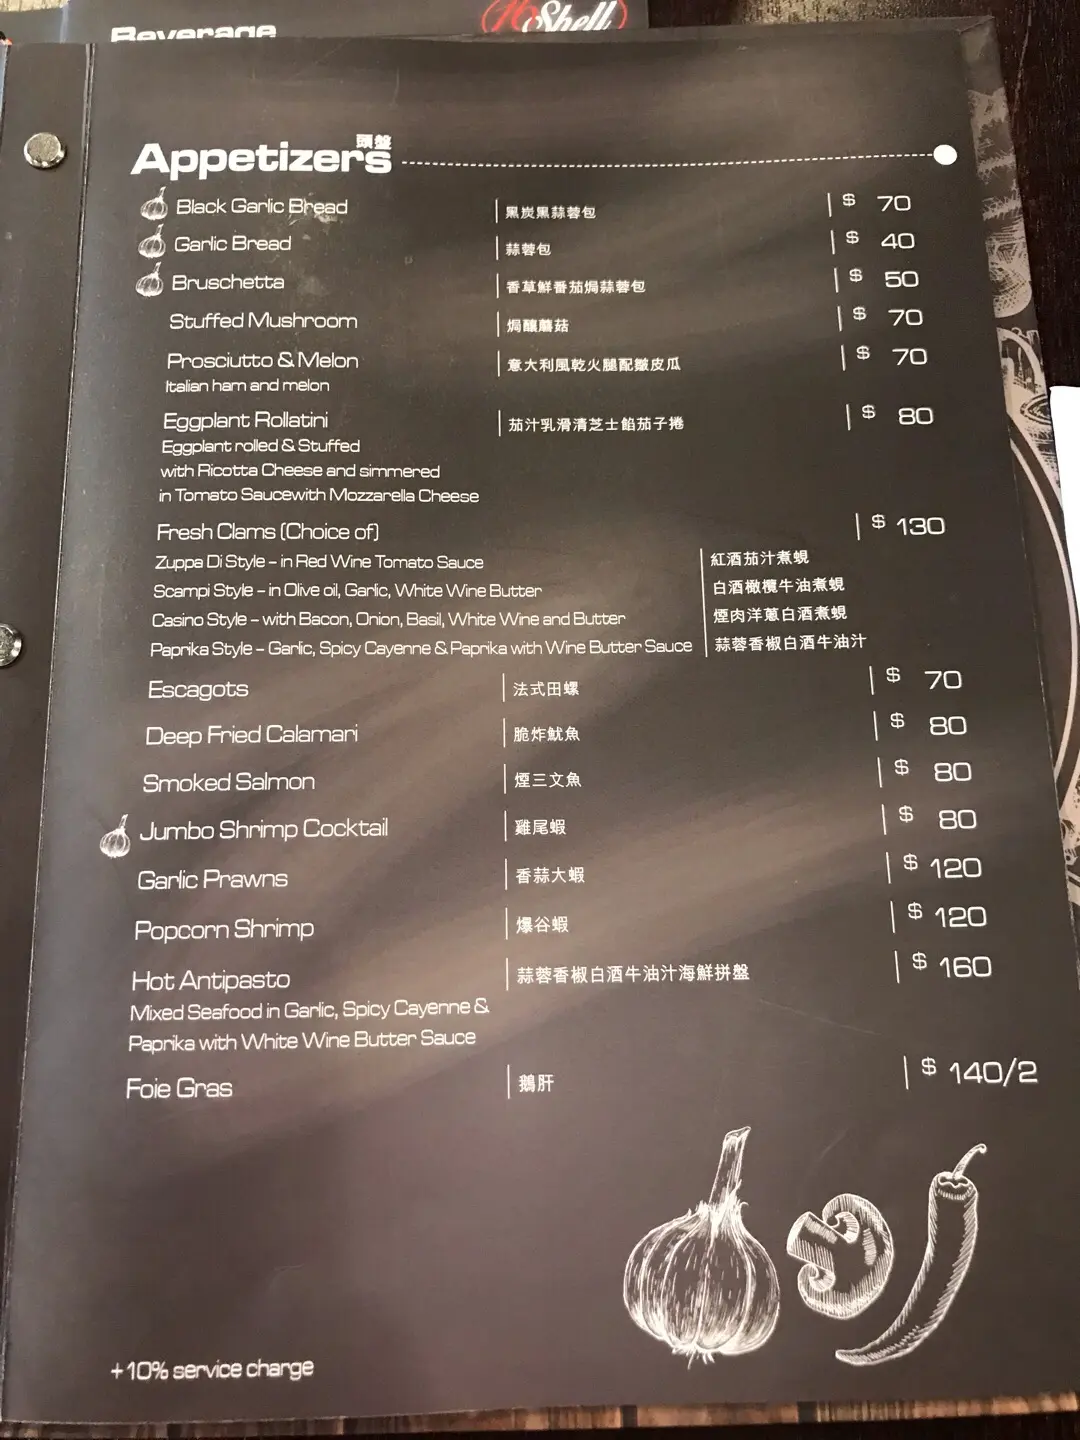 Beverage
Shell
Appetizers 頭盤
Black Garlic Bread 黑炭黑蒜蓉包 $ 70
Garlic Bread 蒜蓉包 $ 40
Bruschetta 香草鮮番茄焗蒜蓉包 $ 50
Stuffed Mushroom 焗釀蘑菇 $ 70
Prosciutto & Melon 意大利風乾火腿配皺皮瓜 $ 70
Italian ham and melon
Eggplant Rollatini 茄汁乳滑清芝士餡茄子捲 $ 80
Eggplant rolled & Stuffed
with Ricotta Cheese and simmered
in Tomato Saucewith Mozzarella Cheese
Fresh Clams (Choice of) $ 130
Zuppa Di Style – in Red Wine Tomato Sauce 紅酒茄汁煮蜆
Scampi Style – in Olive oil, Garlic, White Wine Butter 白酒橄欖牛油煮蜆
Casino Style – with Bacon, Onion, Basil, White Wine and Butter 煙肉洋蔥白酒煮蜆
Paprika Style – Garlic, Spicy Cayenne & Paprika with Wine Butter Sauce 蒜蓉香椒白酒牛油汁
Escagots 法式田螺 $ 70
Deep Fried Calamari 脆炸魷魚 $ 80
Smoked Salmon 煙三文魚 $ 80
Jumbo Shrimp Cocktail 雞尾蝦 $ 80
Garlic Prawns 香蒜大蝦 $ 120
Popcorn Shrimp 爆谷蝦 $ 120
Hot Antipasto 蒜蓉香椒白酒牛油汁海鮮拼盤 $ 160
Mixed Seafood in Garlic, Spicy Cayenne &
Paprika with White Wine Butter Sauce
Foie Gras 鵝肝 $ 140/2
+10% service charge